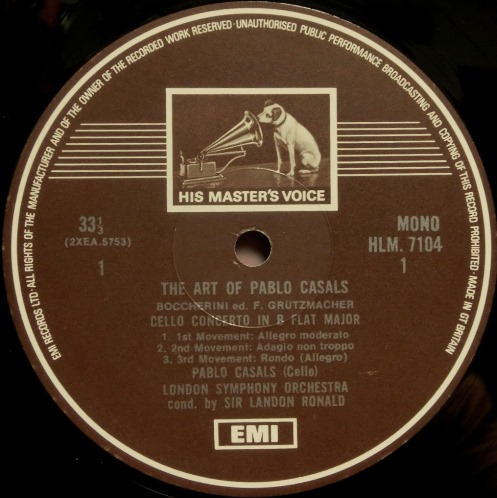 EMI RECORDS LTD·ALL RIGHTS OF THE MANUFACTURER AND OF THE OWNER OF THE RECORDED WORK RESERVED·UNAUTHORISED PUBLIC PERFORMANCE BROADCASTING AND COPYING OF THIS RECORD PROHIBITED·MADE IN GT BRITAIN
HIS MASTER'S VOICE
33⅓
(2XEA.5753)
1
MONO
HLM. 7104
1
THE ART OF PABLO CASALS
BOCCHERINI ed. F. GRÜTZMACHER
CELLO CONCERTO IN B FLAT MAJOR
1. 1st Movement: Allegro moderato
2. 2nd Movement: Adagio non troppo
3. 3rd Movement: Rondo (Allegro)
PABLO CASALS (Cello)
LONDON SYMPHONY ORCHESTRA
cond. by SIR LANDON RONALD
EMI